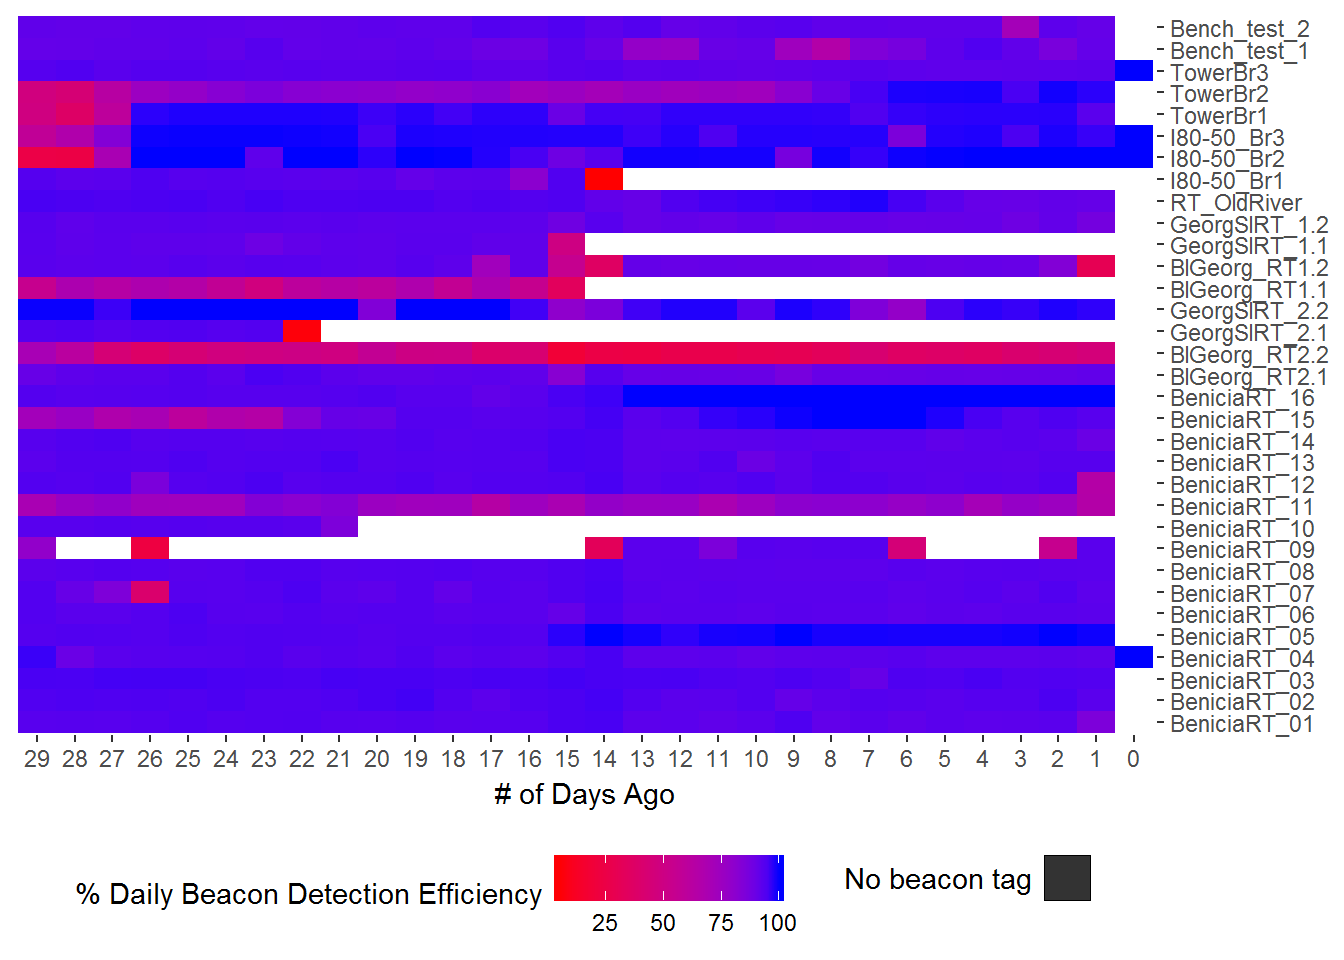 Bench_test_2
Bench_test_1
TowerBr3
TowerBr2
TowerBr1
I80-50_Br3
I80-50_Br2
I80-50_Br1
RT_OldRiver
GeorgSlRT_1.2
GeorgSlRT_1.1
BlGeorg_RT1.2
BlGeorg_RT1.1
GeorgSlRT_2.2
GeorgSlRT_2.1
BlGeorg_RT2.2
BlGeorg_RT2.1
BeniciaRT_16
BeniciaRT_15
BeniciaRT_14
BeniciaRT_13
BeniciaRT_12
BeniciaRT_11
BeniciaRT_10
BeniciaRT_09
BeniciaRT_08
BeniciaRT_07
BeniciaRT_06
BeniciaRT_05
BeniciaRT_04
BeniciaRT_03
BeniciaRT_02
BeniciaRT_01
29 28 27 26 25 24 23 22 21 20 19 18 17 16 15 14 13 12 11 10 9 8 7 6 5 4 3 2 1 0
# of Days Ago
% Daily Beacon Detection Efficiency
25 50 75 100
No beacon tag